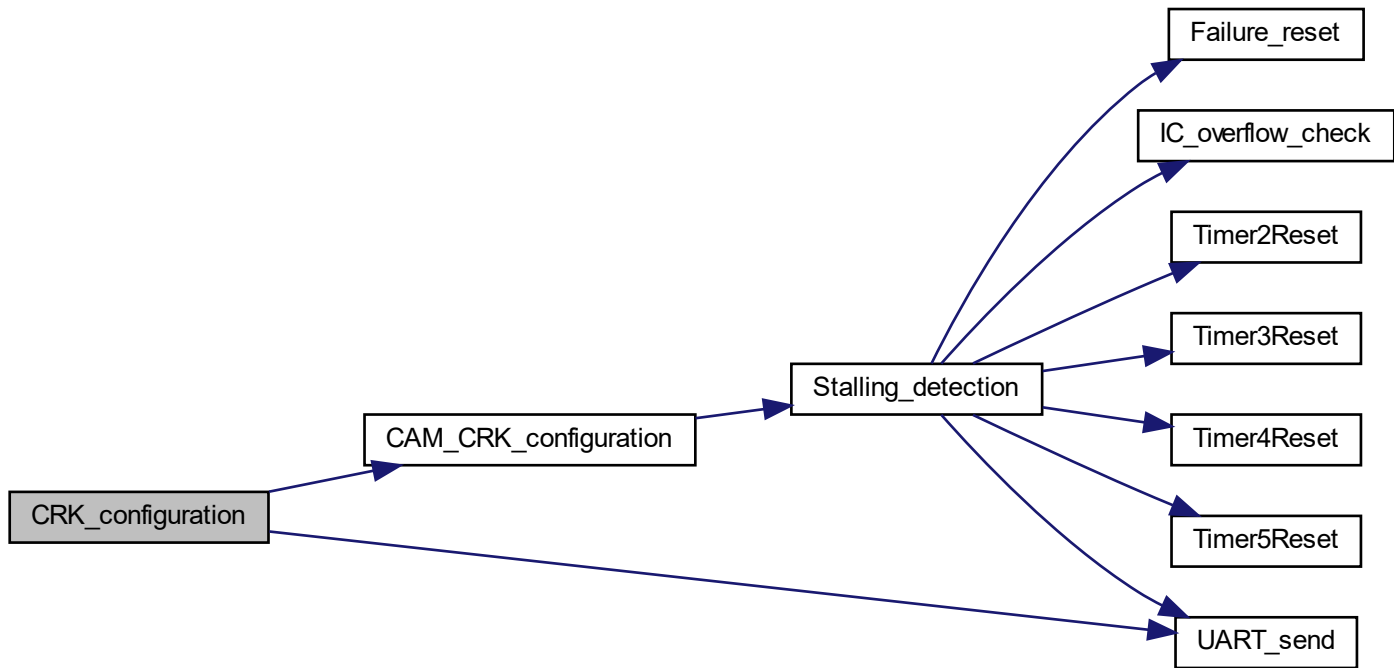 Failure_reset
IC_overflow_check
Timer2Reset
Timer3Reset
Stalling_detection
CAM_CRK_configuration
Timer4Reset
CRK_configuration
Timer5Reset
UART_send